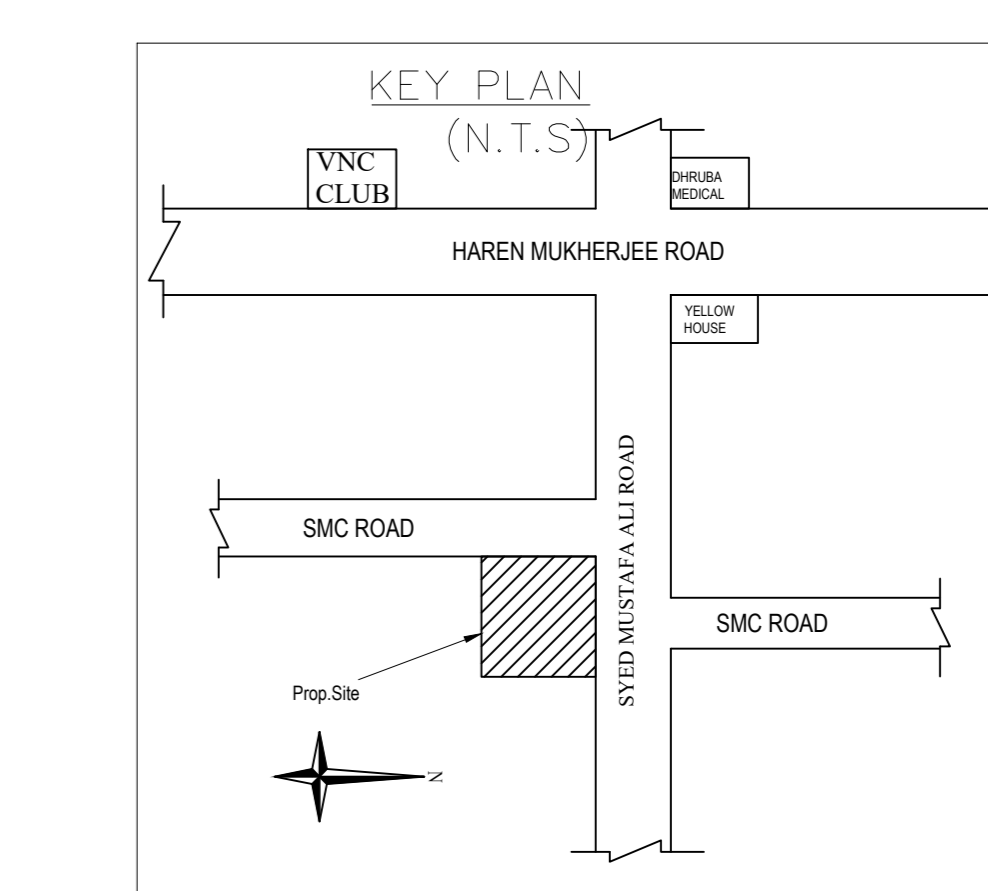 KEY PLAN
(N.T.S)
VNC
CLUB
DHRUBA
MEDICAL
HAREN MUKHERJEE ROAD
YELLOW
HOUSE
SYED MUSTAFA ALI ROAD
SMC ROAD
SMC ROAD
Prop.Site
N